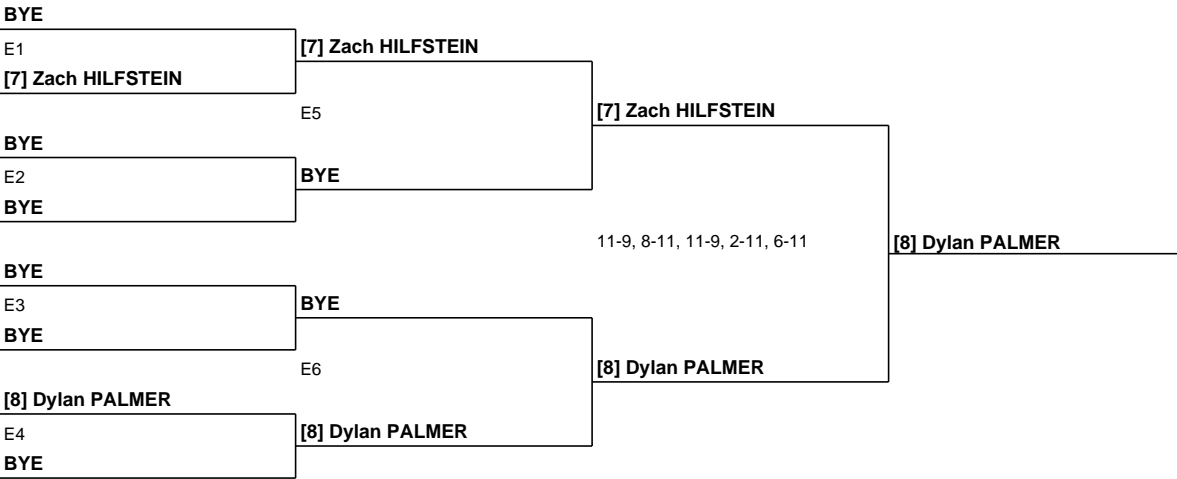 BYE
E1
[7] Zach HILFSTEIN
[7] Zach HILFSTEIN
E5
[7] Zach HILFSTEIN
BYE
E2
BYE
BYE
11-9, 8-11, 11-9, 2-11, 6-11
[8] Dylan PALMER
BYE
E3
BYE
BYE
E6
[8] Dylan PALMER
[8] Dylan PALMER
E4
[8] Dylan PALMER
BYE